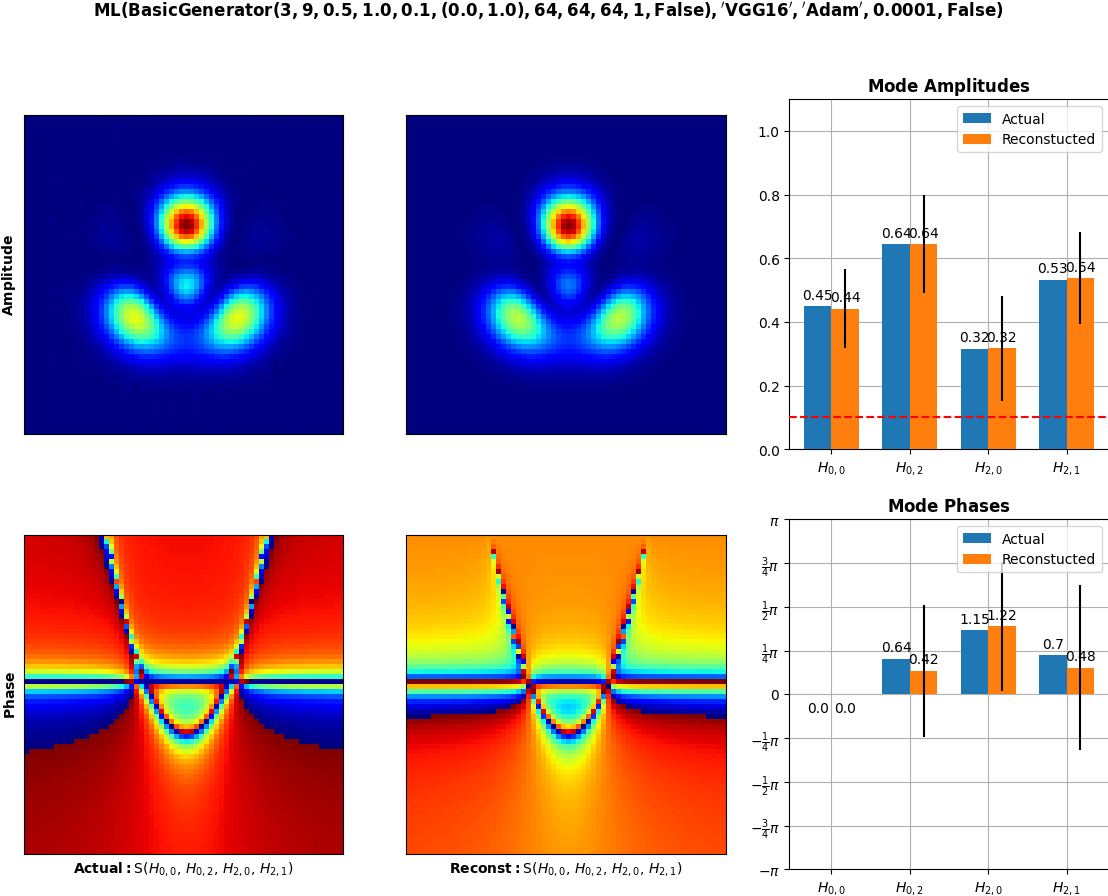 ML(BasicGenerator(3, 9, 0.5, 1.0, 0.1, (0.0, 1.0), 64, 64, 64, 1, False), ′VGG16′, ′Adam′, 0.0001, False)
Amplitude
Mode Amplitudes
Actual
Reconstucted
1.0
0.8
0.6
0.4
0.2
0.0
0.45 0.44
0.64 0.64
0.32 0.32
0.53 0.54
H₀,₀ H₀,₂ H₂,₀ H₂,₁
Phase
Actual: S(H₀,₀, H₀,₂, H₂,₀, H₂,₁)
Reconst: S(H₀,₀, H₀,₂, H₂,₀, H₂,₁)
Mode Phases
Actual
Reconstucted
π
3/4 π
1/2 π
1/4 π
0
−1/4 π
−1/2 π
−3/4 π
−π
0.0 0.0
0.64 0.42
1.15 1.22
0.7 0.48
H₀,₀ H₀,₂ H₂,₀ H₂,₁